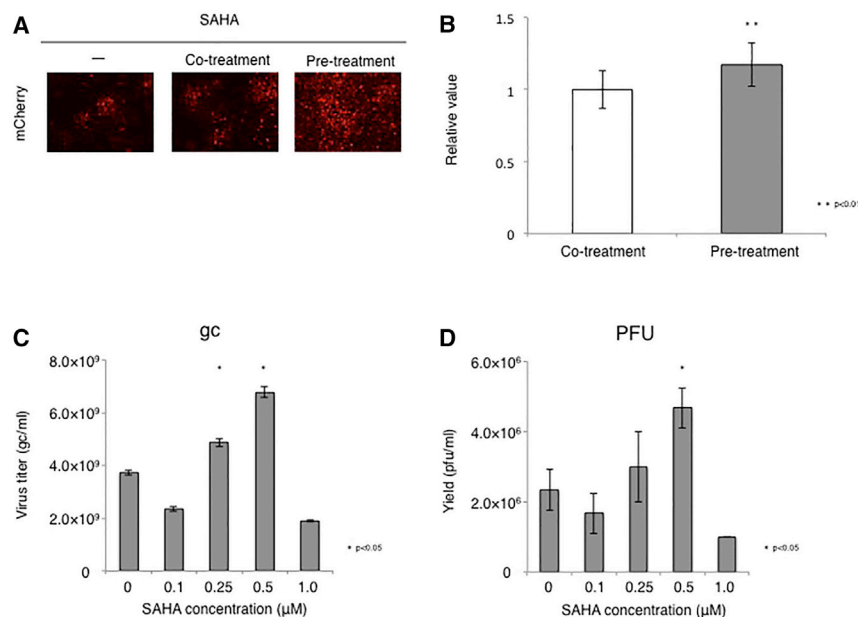 A
SAHA
—
Co-treatment
Pre-treatment
mCherry
B
Relative value
1.5
1
0.5
0
**
** p<0.01
Co-treatment
Pre-treatment
C
gc
Virus titer (gc/ml)
8.0×10⁹
6.0×10⁹
4.0×10⁹
2.0×10⁹
0
*
*
* p<0.05
0 0.1 0.25 0.5 1.0
SAHA concentration (μM)
D
PFU
Yield (pfu/ml)
6.0×10⁶
4.0×10⁶
2.0×10⁶
0
*
* p<0.05
0 0.1 0.25 0.5 1.0
SAHA concentration (μM)